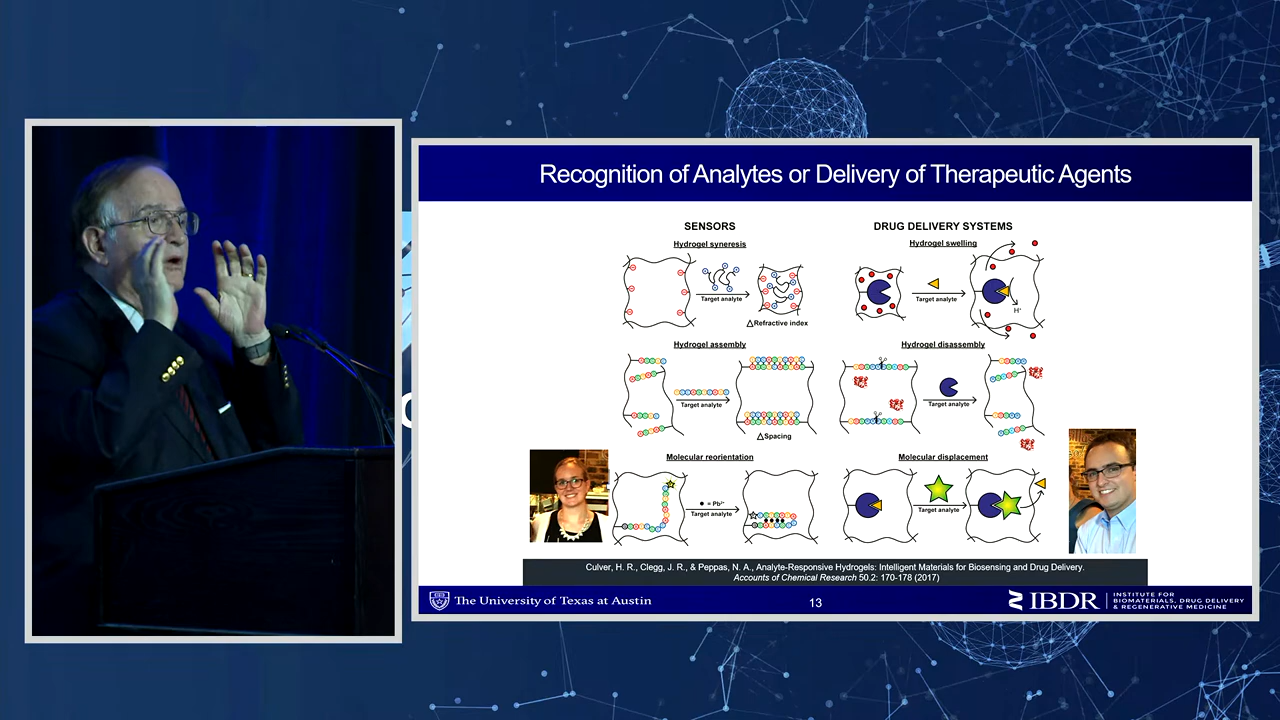 Recognition of Analytes or Delivery of Therapeutic Agents
SENSORS
DRUG DELIVERY SYSTEMS
Hydrogel syneresis
Hydrogel swelling
Target analyte
Target analyte
H⁺
△Refractive index
Hydrogel assembly
Hydrogel disassembly
Target analyte
Target analyte
△Spacing
Molecular reorientation
Molecular displacement
= Pb²⁺
Target analyte
Target analyte
Culver, H. R., Clegg, J. R., & Peppas, N. A., Analyte-Responsive Hydrogels: Intelligent Materials for Biosensing and Drug Delivery.
Accounts of Chemical Research 50.2: 170-178 (2017)
The University of Texas at Austin
13
IBDR
INSTITUTE FOR
BIOMATERIALS, DRUG DELIVERY
& REGENERATIVE MEDICINE